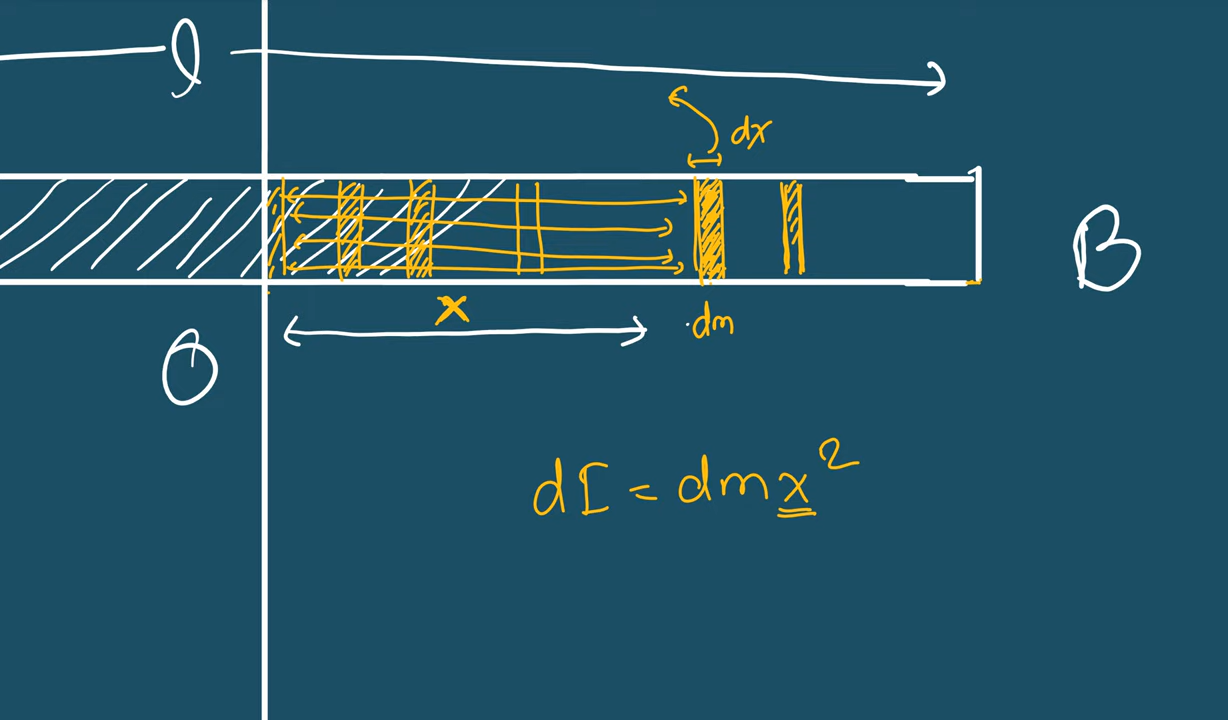 l
dx
B
x
dm
O
dI = dm x²